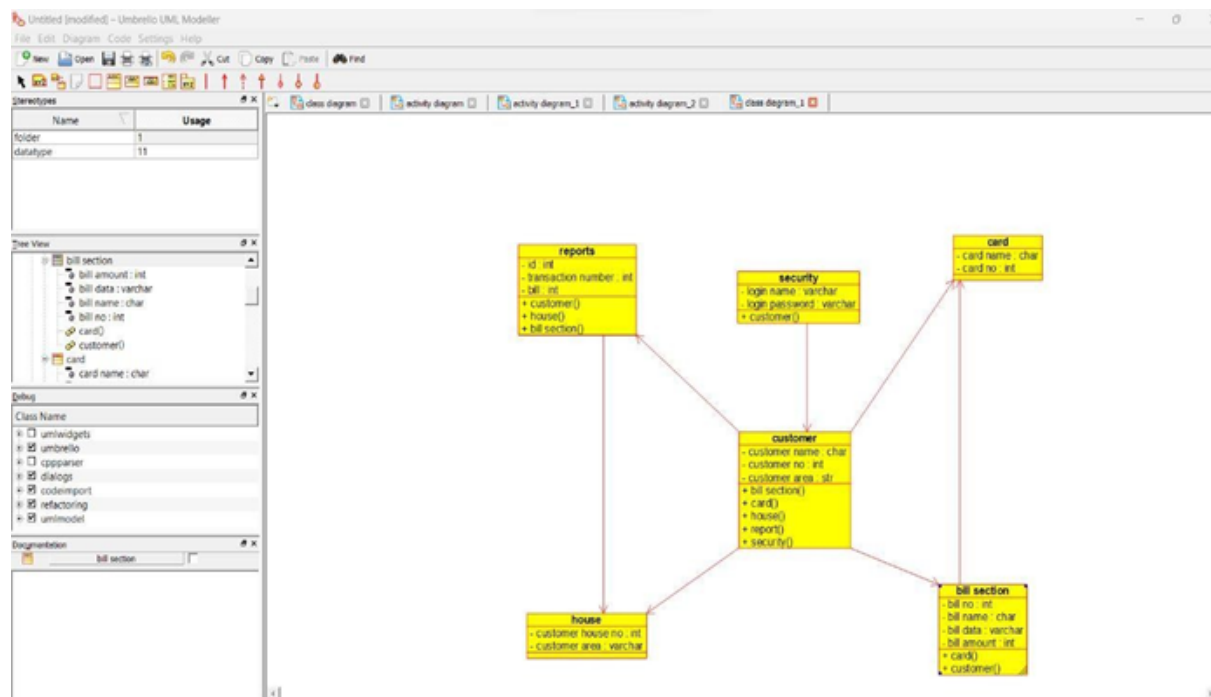 Untitled [modified] – Umbrello UML Modeller
File Edit Diagram Code Settings Help
New Open Cut Copy Paste Find
Stereotypes
Name Usage
folder 1
datatype 11
Tree View
bill section
bill amount : int
bill data : varchar
bill name : char
bill no : int
card()
customer()
card
card name : char
Debug
Class Name
umlwidgets
umbrello
cppparser
dialogs
codeimport
refactoring
umlmodel
Documentation
bill section
class diagram activity diagram activity diagram_1 activity diagram_2 class diagram_1
reports
- id : int
- transaction number : int
- bill : int
+ customer()
+ house()
+ bill section()
security
- login name : varchar
- login password : varchar
+ customer()
card
- card name : char
- card no : int
customer
- customer name : char
- customer no : int
- customer area : str
+ bill section()
+ card()
+ house()
+ report()
+ security()
house
- customer house no : int
- customer area : varchar
bill section
- bill no : int
- bill name : char
- bill data : varchar
- bill amount : int
+ card()
+ customer()